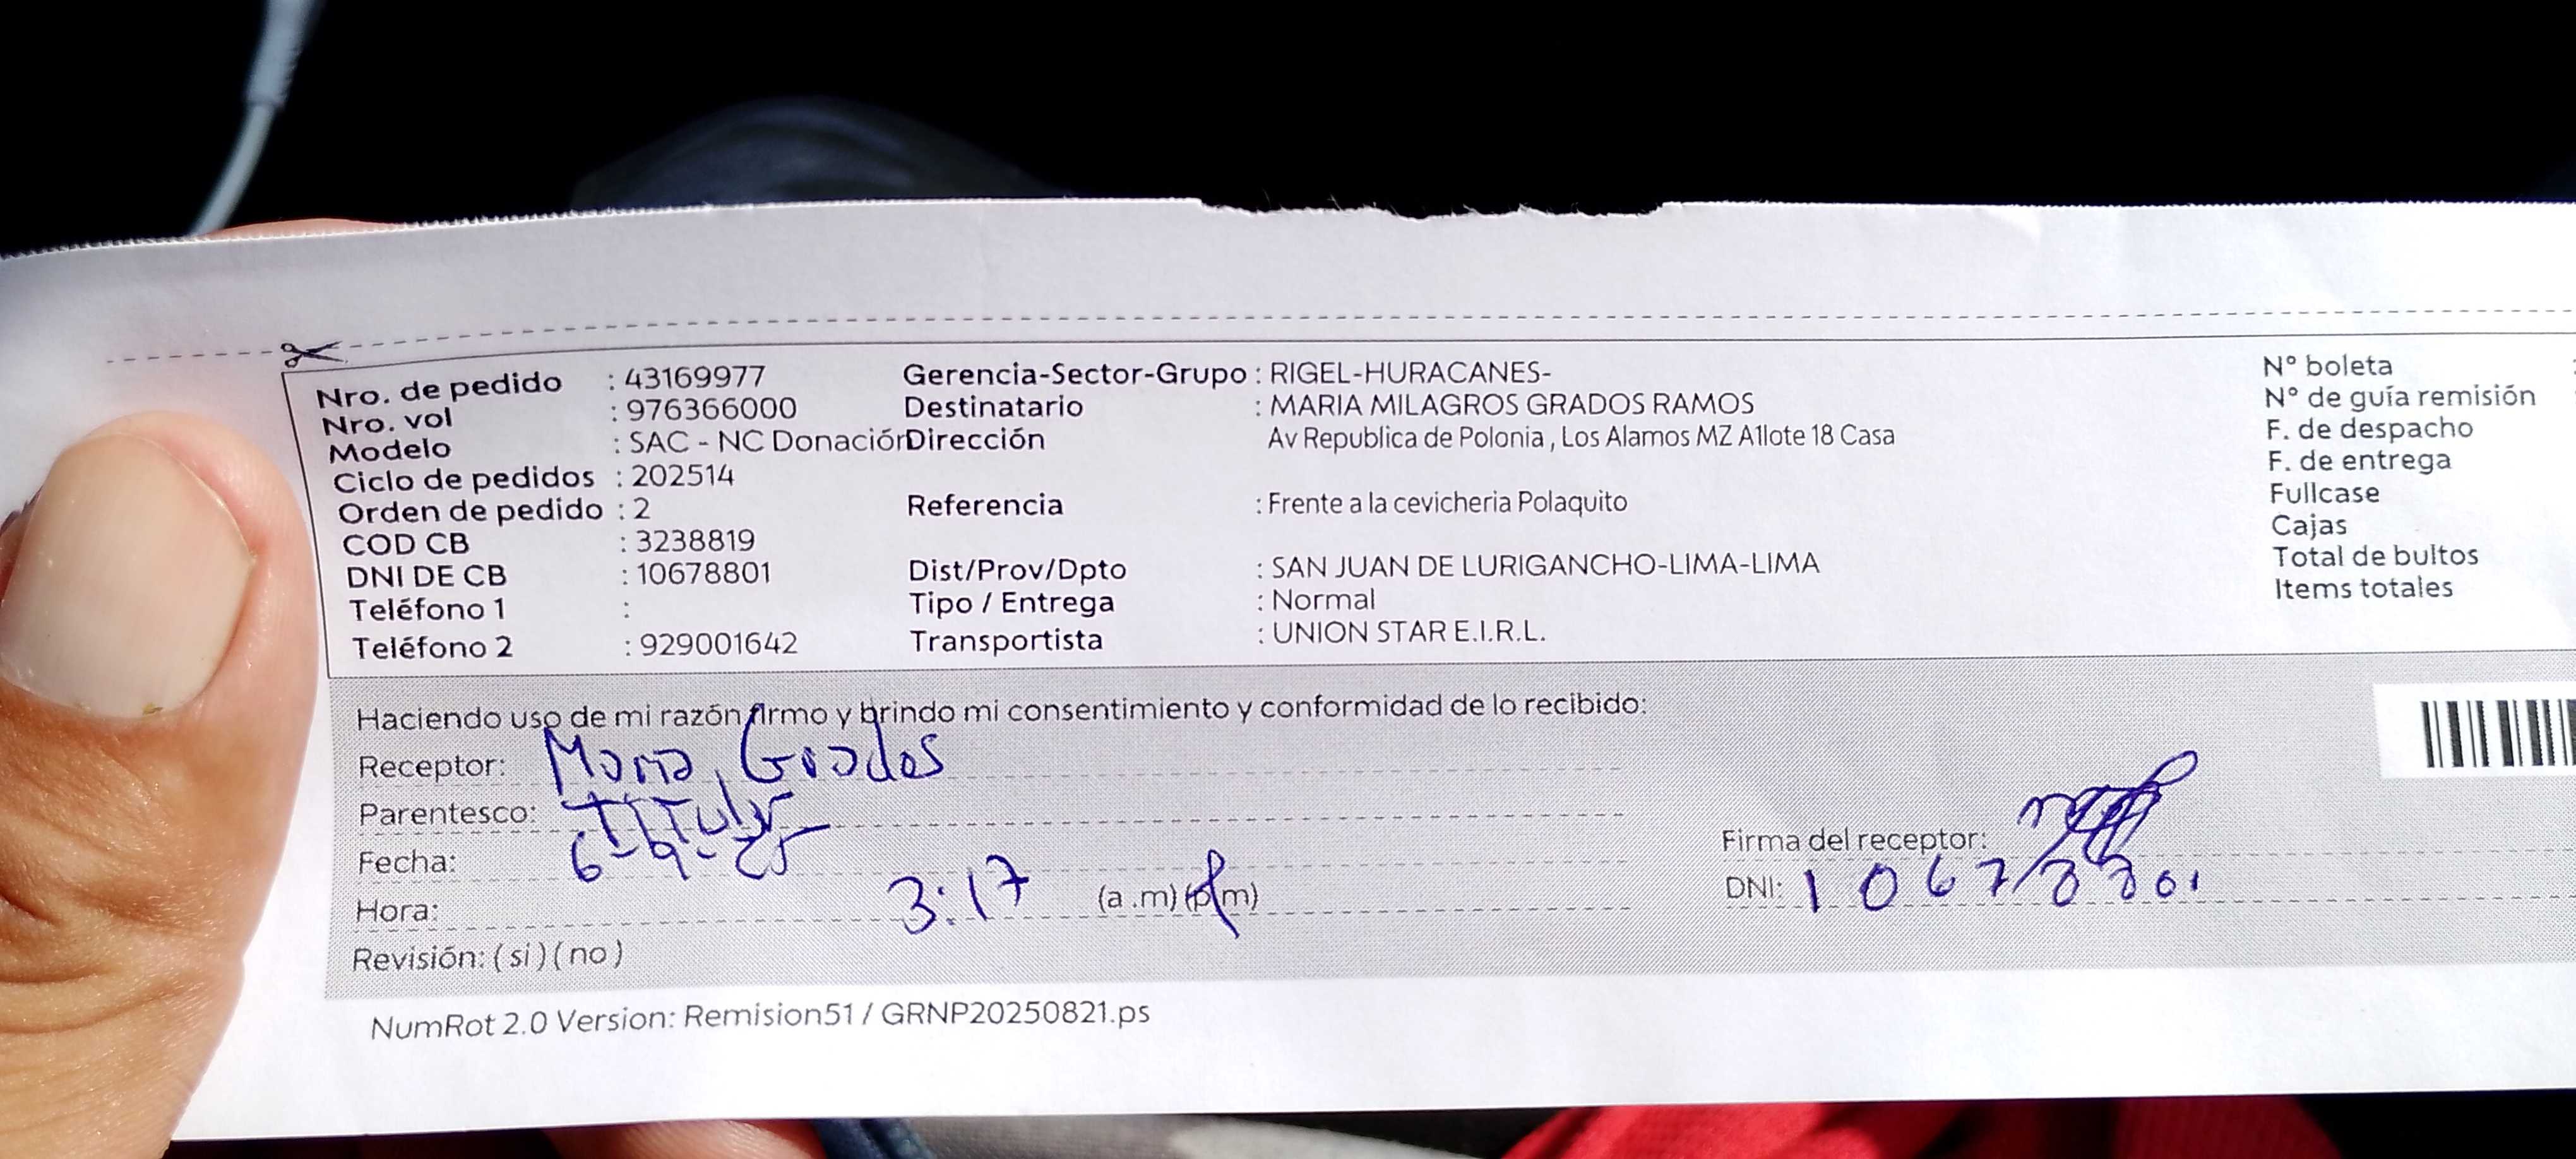 Nro. de pedido : 43169977 Gerencia-Sector-Grupo : RIGEL-HURACANES- N° boleta
Nro. vol : 976366000 Destinatario : MARIA MILAGROS GRADOS RAMOS N° de guía remisión
Modelo : SAC - NC Donación Dirección Av Republica de Polonia , Los Alamos MZ A1lote 18 Casa F. de despacho
Ciclo de pedidos : 202514 F. de entrega
Orden de pedido : 2 Referencia : Frente a la cevicheria Polaquito Fullcase
COD CB : 3238819 Cajas
DNI DE CB : 10678801 Dist/Prov/Dpto : SAN JUAN DE LURIGANCHO-LIMA-LIMA Total de bultos
Teléfono 1 : Tipo / Entrega : Normal Items totales
Teléfono 2 : 929001642 Transportista : UNION STAR E.I.R.L.
Haciendo uso de mi razón firmo y brindo mi consentimiento y conformidad de lo recibido:
Receptor: Maria Grados
Parentesco: Titular
Fecha: 6-9-25 Firma del receptor:
Hora: 3:17 (a .m) (p.m) DNI: 10678801
Revisión: ( si ) ( no )
NumRot 2.0 Version: Remision51 / GRNP20250821.ps